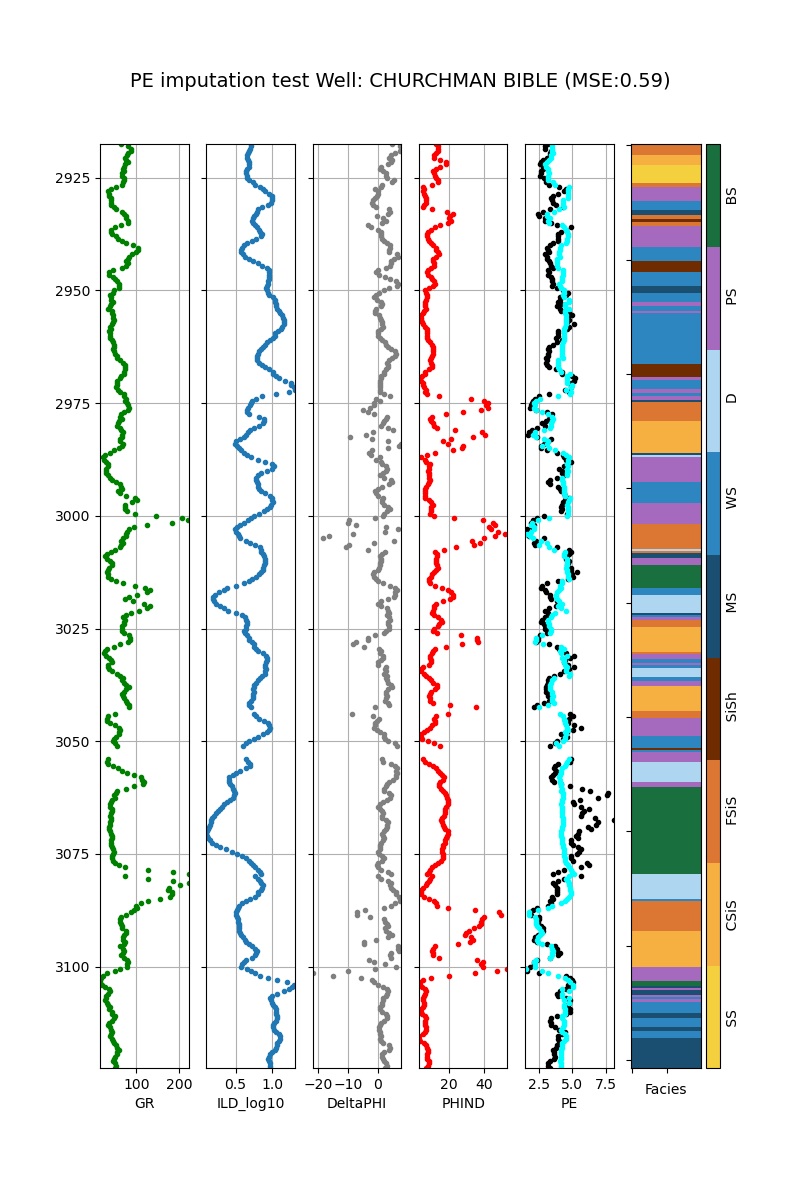 PE imputation test Well: CHURCHMAN BIBLE (MSE:0.59)
2925
2950
2975
3000
3025
3050
3075
3100
100 200
0.5 1.0
−20 −10 0
20 40
2.5 5.0 7.5
GR
ILD_log10
DeltaPHI
PHIND
PE
Facies
BS
PS
D
WS
MS
SiSh
FSiS
CSiS
SS